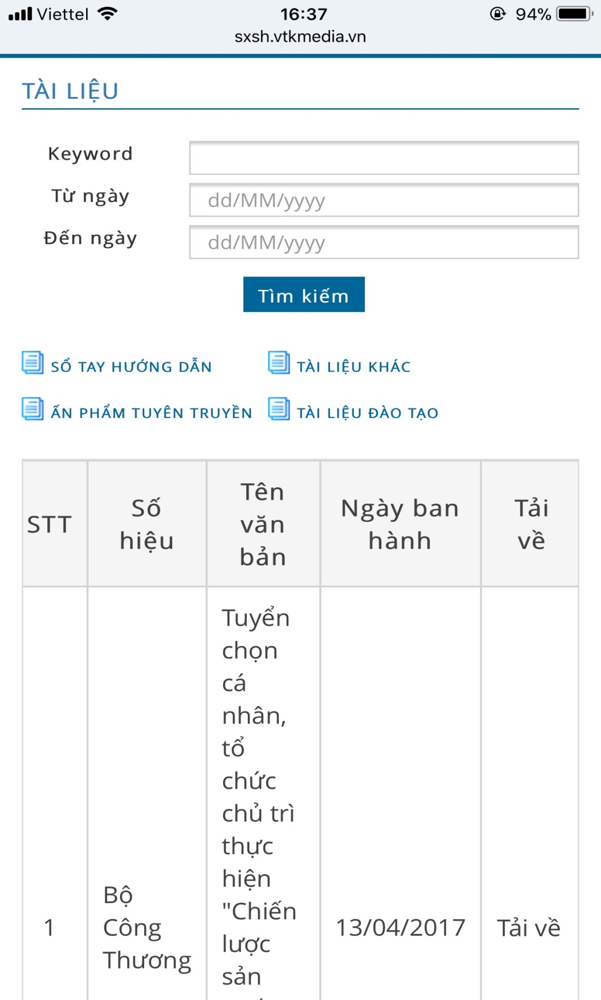 Viettel 16:37 94%
sxsh.vtkmedia.vn
TÀI LIỆU
Keyword
Từ ngày dd/MM/yyyy
Đến ngày dd/MM/yyyy
Tìm kiếm
SỔ TAY HƯỚNG DẪN TÀI LIỆU KHÁC
ẤN PHẨM TUYÊN TRUYỀN TÀI LIỆU ĐÀO TẠO
STT
Số
hiệu
Tên
văn
bản
Ngày ban
hành
Tải
về
1
Bộ
Công
Thương
Tuyển
chọn
cá
nhân,
tổ
chức
chủ trì
thực
hiện
"Chiến
lược
sản
13/04/2017
Tải về